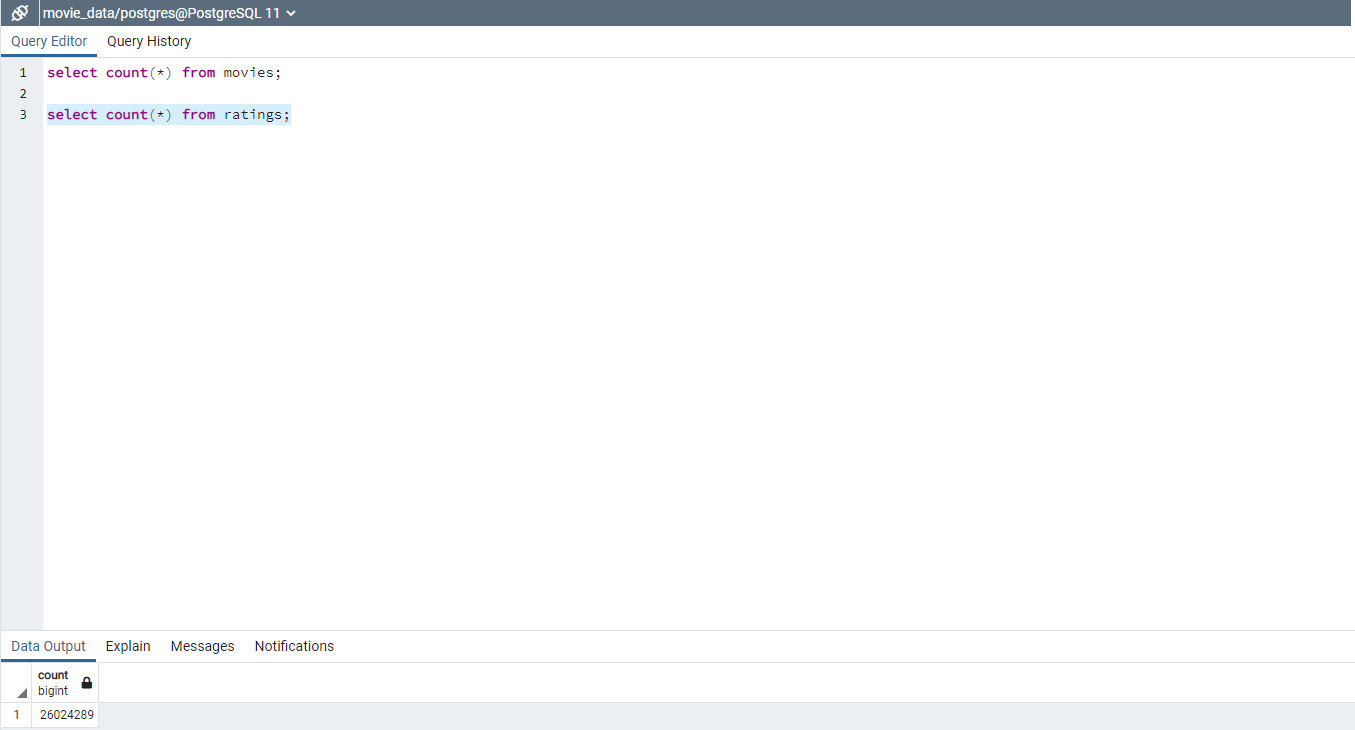 movie_data/postgres@PostgreSQL 11
Query Editor Query History
1 select count(*) from movies;
2
3 select count(*) from ratings;
Data Output Explain Messages Notifications
count
bigint
1 26024289